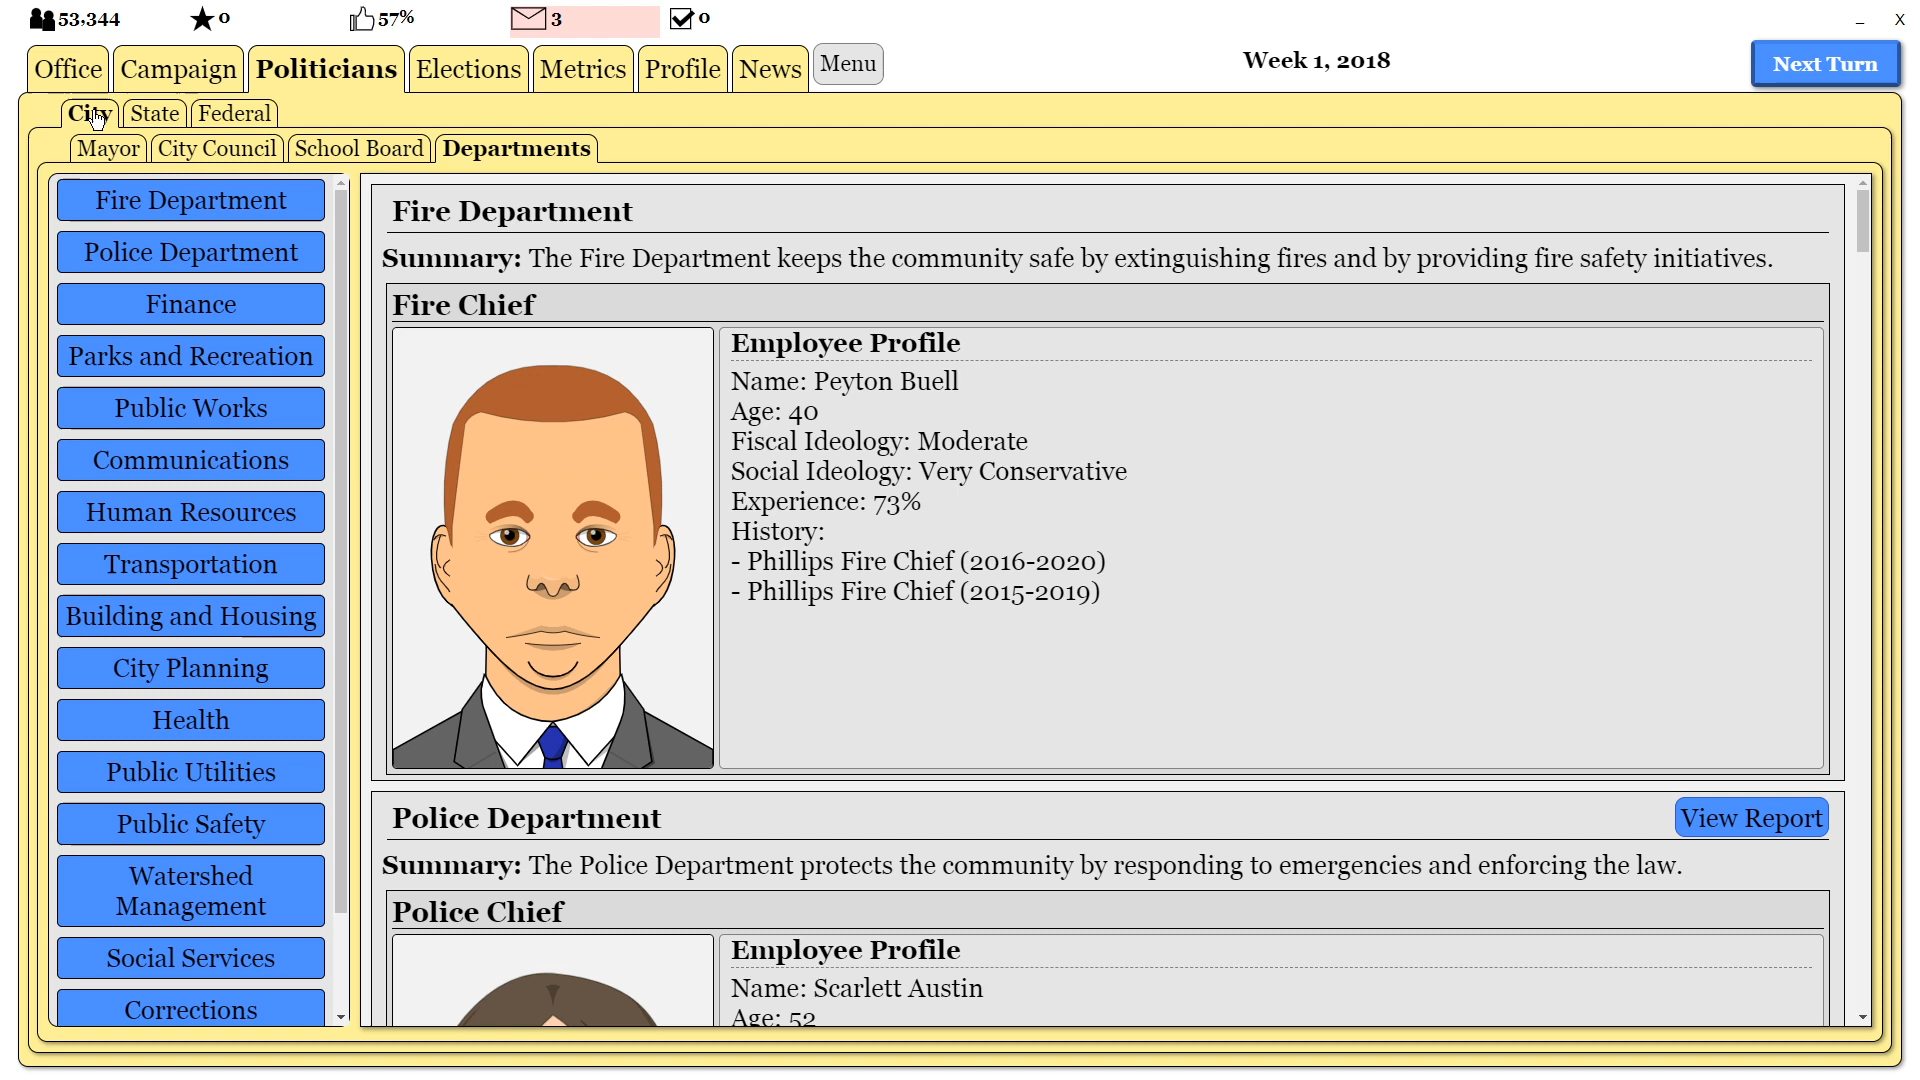 53,344
0
57%
3
0
_ X
Office Campaign Politicians Elections Metrics Profile News Menu
Week 1, 2018
Next Turn
City State Federal
Mayor City Council School Board Departments
Fire Department
Police Department
Finance
Parks and Recreation
Public Works
Communications
Human Resources
Transportation
Building and Housing
City Planning
Health
Public Utilities
Public Safety
Watershed
Management
Social Services
Corrections
Fire Department
Summary: The Fire Department keeps the community safe by extinguishing fires and by providing fire safety initiatives.
Fire Chief
Employee Profile
Name: Peyton Buell
Age: 40
Fiscal Ideology: Moderate
Social Ideology: Very Conservative
Experience: 73%
History:
- Phillips Fire Chief (2016-2020)
- Phillips Fire Chief (2015-2019)
Police Department
View Report
Summary: The Police Department protects the community by responding to emergencies and enforcing the law.
Police Chief
Employee Profile
Name: Scarlett Austin
Age: 52